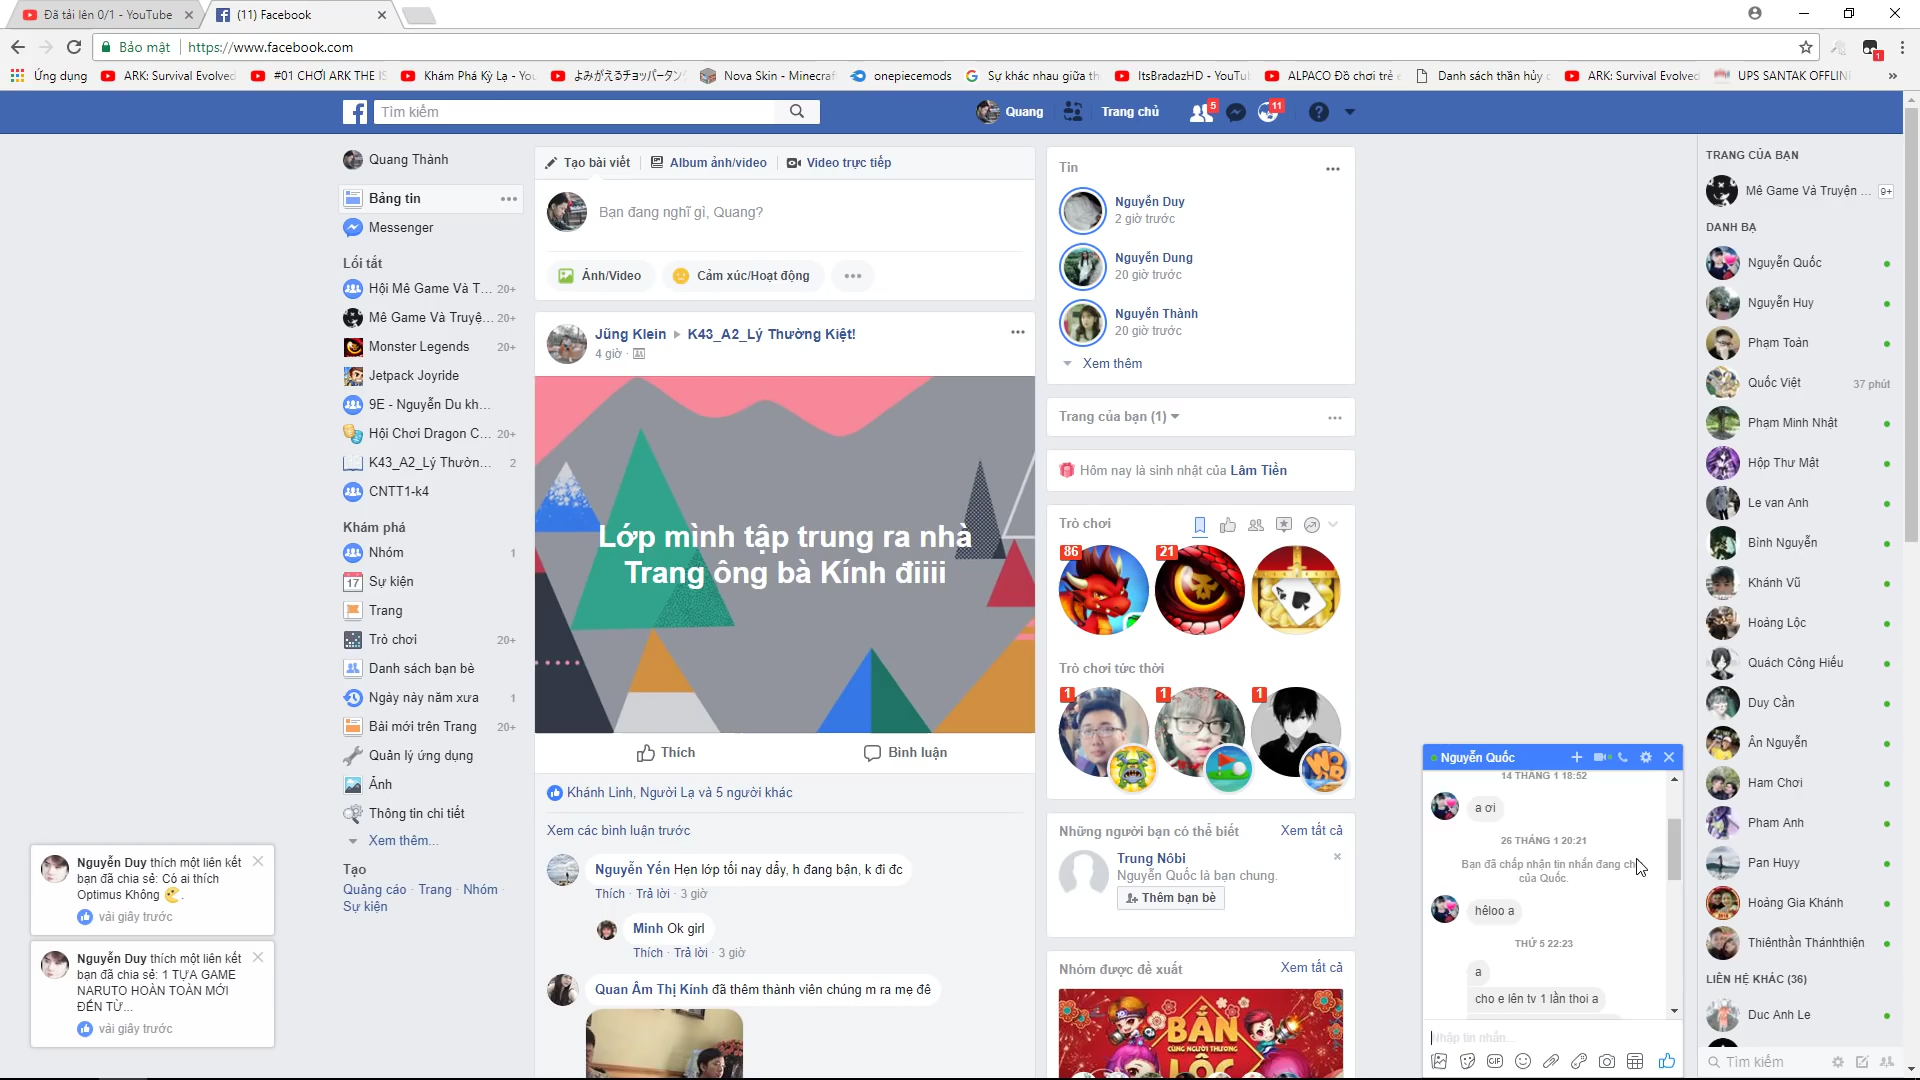 Đã tải lên 0/1 - YouTube
(11) Facebook
Bảo mật
https://www.facebook.com
Ứng dụng
ARK: Survival Evolved
#01 CHƠI ARK THE IS
Khám Phá Kỳ Lạ - You
よみがえるチョッパータン
Nova Skin - Minecraf
onepiecemods
Sự khác nhau giữa th
ItsBradazHD - YouTu
ALPACO Đồ chơi trẻ e
Danh sách thần hủy
ARK: Survival Evolved
UPS SANTAK OFFLIN
»
Tìm kiếm
Quang
Trang chủ
5
11
Quang Thành
Bảng tin
Messenger
Lối tắt
Hội Mê Game Và T... 20+
Mê Game Và Truyệ... 20+
Monster Legends 20+
Jetpack Joyride
9E - Nguyễn Du kh...
Hội Chơi Dragon C... 20+
K43_A2_Lý Thườn... 2
CNTT1-k4
Khám phá
Nhóm 1
17 Sự kiện
Trang
Trò chơi 20+
Danh sách bạn bè
Ngày này năm xưa 1
Bài mới trên Trang 20+
Quản lý ứng dụng
Ảnh
Thông tin chi tiết
Xem thêm...
Tạo
Quảng cáo · Trang · Nhóm ·
Sự kiện
Nguyễn Duy thích một liên kết
bạn đã chia sẻ: Có ai thích
Optimus Không
vài giây trước
Nguyễn Duy thích một liên kết
bạn đã chia sẻ: 1 TỰA GAME
NARUTO HOÀN TOÀN MỚI
ĐẾN TỪ...
vài giây trước
Tạo bài viết
Album ảnh/video
Video trực tiếp
Bạn đang nghĩ gì, Quang?
Ảnh/Video
Cảm xúc/Hoạt động
Jũng Klein ▸ K43_A2_Lý Thường Kiệt!
4 giờ ·
Lớp mình tập trung ra nhà
Trang ông bà Kính điiii
Thích
Bình luận
Khánh Linh, Người Lạ và 5 người khác
Xem các bình luận trước
Nguyễn Yến Hẹn lớp tối nay dầy, h đang bận, k đi đc
Thích · Trả lời · 3 giờ
Minh Ok girl
Thích · Trả lời · 3 giờ
Quan Âm Thị Kính đã thêm thành viên chúng m ra mẹ đê
Tin
Nguyễn Duy
2 giờ trước
Nguyễn Dung
20 giờ trước
Nguyễn Thành
20 giờ trước
Xem thêm
Trang của bạn (1)
Hôm nay là sinh nhật của Lâm Tiền
Trò chơi
86
21
Trò chơi tức thời
1
1
1
Những người bạn có thể biết
Xem tất cả
Trung Nôbi
Nguyễn Quốc là bạn chung.
Thêm bạn bè
Nhóm được đề xuất
Xem tất cả
BẮN
CÙNG NGƯỜI THƯƠNG
LỘC
Nguyễn Quốc
14 THÁNG 1 18:52
a ơi
26 THÁNG 1 20:21
Bạn đã chấp nhận tin nhắn đang ch
của Quốc.
hêloo a
THỨ 5 22:23
a
cho e lên tv 1 lần thoi a
Nhập tin nhắn...
TRANG CỦA BẠN
Mê Game Và Truyện ... 9+
DANH BẠ
Nguyễn Quốc
Nguyễn Huy
Phạm Toản
Quốc Việt 37 phút
Phạm Minh Nhật
Hộp Thư Mật
Le van Anh
Bình Nguyễn
Khánh Vũ
Hoàng Lộc
Quách Công Hiếu
Duy Cần
Ân Nguyễn
Ham Chơi
Pham Anh
Pan Huyy
Hoàng Gia Khánh
Thiênthần Thánhthiện
LIÊN HỆ KHÁC (36)
Duc Anh Le
Tìm kiếm